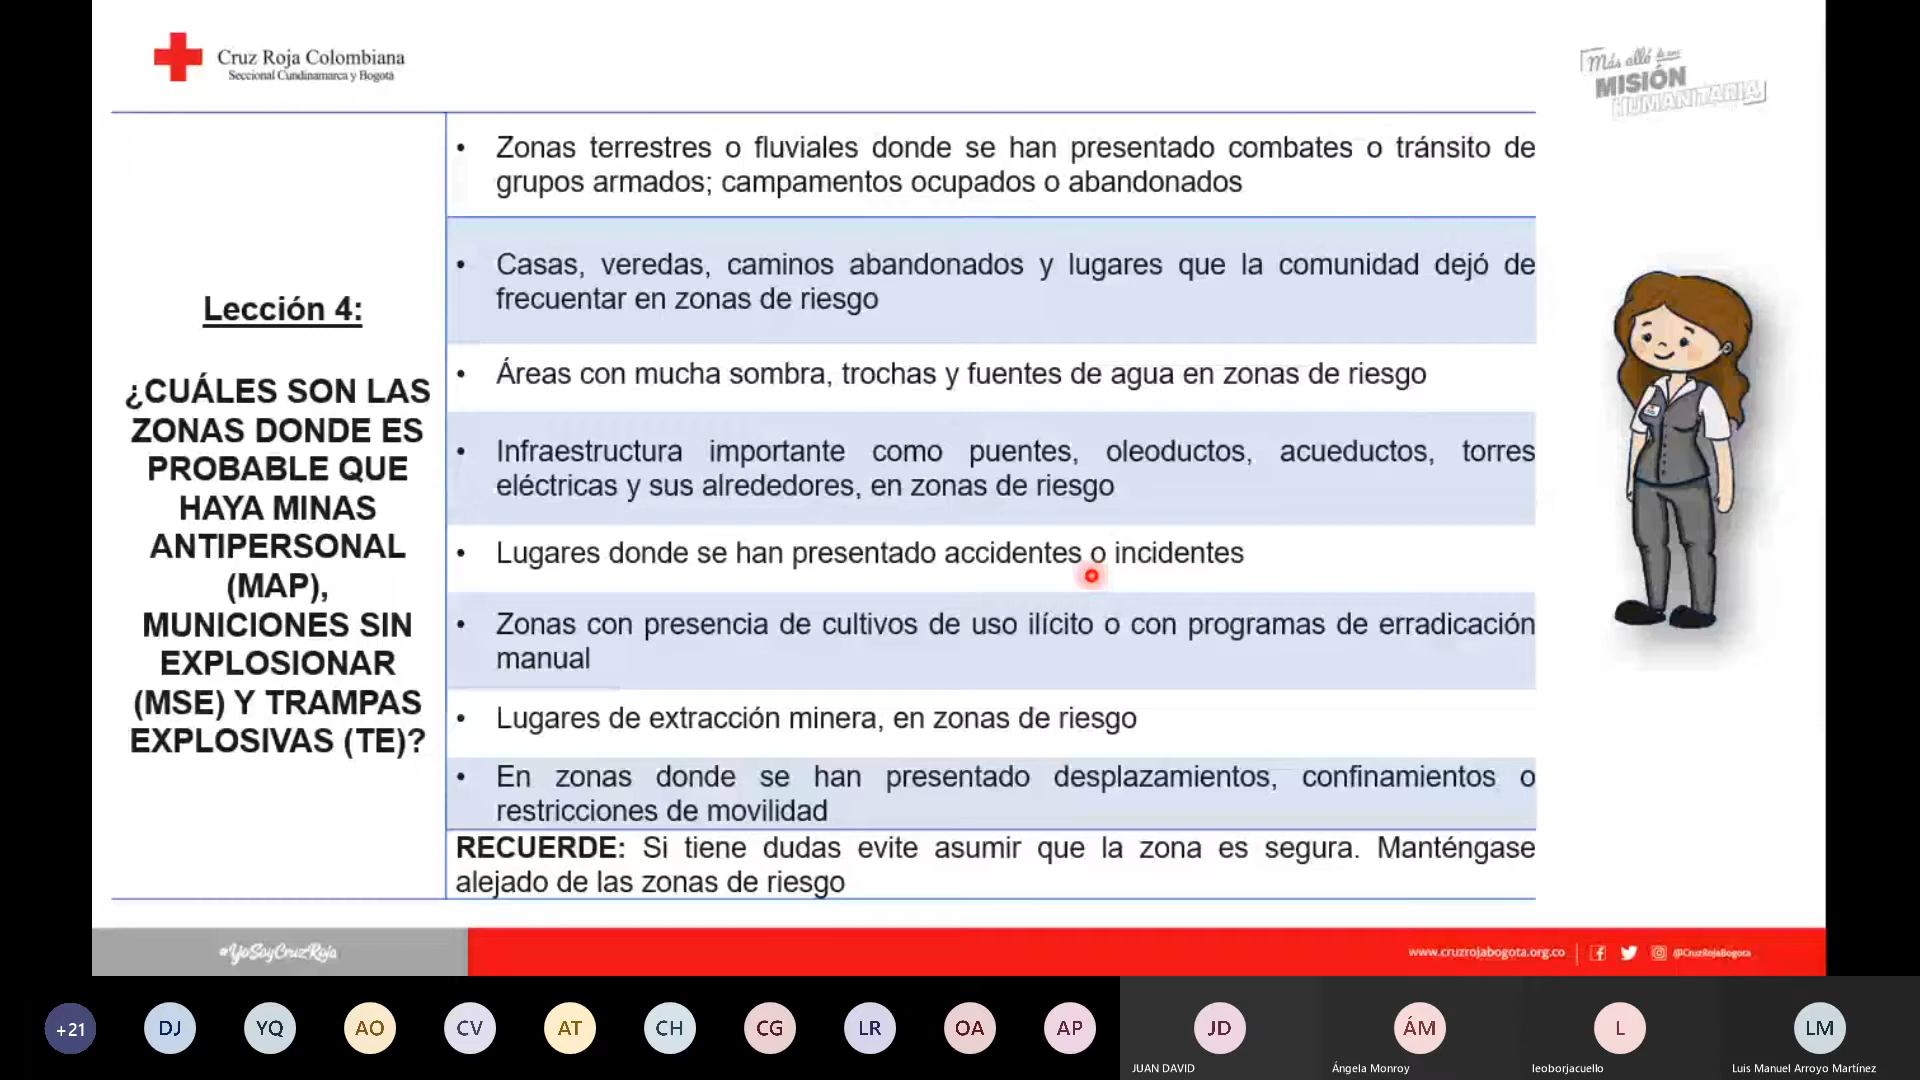 Cruz Roja Colombiana
Seccional Cundinamarca y Bogotá
Más allá de una
MISIÓN
HUMANITARIA
Lección 4:
¿CUÁLES SON LAS
ZONAS DONDE ES
PROBABLE QUE
HAYA MINAS
ANTIPERSONAL
(MAP),
MUNICIONES SIN
EXPLOSIONAR
(MSE) Y TRAMPAS
EXPLOSIVAS (TE)?
• Zonas terrestres o fluviales donde se han presentado combates o tránsito de
grupos armados; campamentos ocupados o abandonados
• Casas, veredas, caminos abandonados y lugares que la comunidad dejó de
frecuentar en zonas de riesgo
• Áreas con mucha sombra, trochas y fuentes de agua en zonas de riesgo
• Infraestructura importante como puentes, oleoductos, acueductos, torres
eléctricas y sus alrededores, en zonas de riesgo
• Lugares donde se han presentado accidentes o incidentes
• Zonas con presencia de cultivos de uso ilícito o con programas de erradicación
manual
• Lugares de extracción minera, en zonas de riesgo
• En zonas donde se han presentado desplazamientos, confinamientos o
restricciones de movilidad
RECUERDE: Si tiene dudas evite asumir que la zona es segura. Manténgase
alejado de las zonas de riesgo
#YoSoyCruzRoja
www.cruzrojabogota.org.co
@CruzRojaBogota
+21
DJ
YQ
AO
CV
AT
CH
CG
LR
OA
AP
JD
ÁM
L
LM
JUAN DAVID
Ángela Monroy
leoborjacuello
Luis Manuel Arroyo Martínez